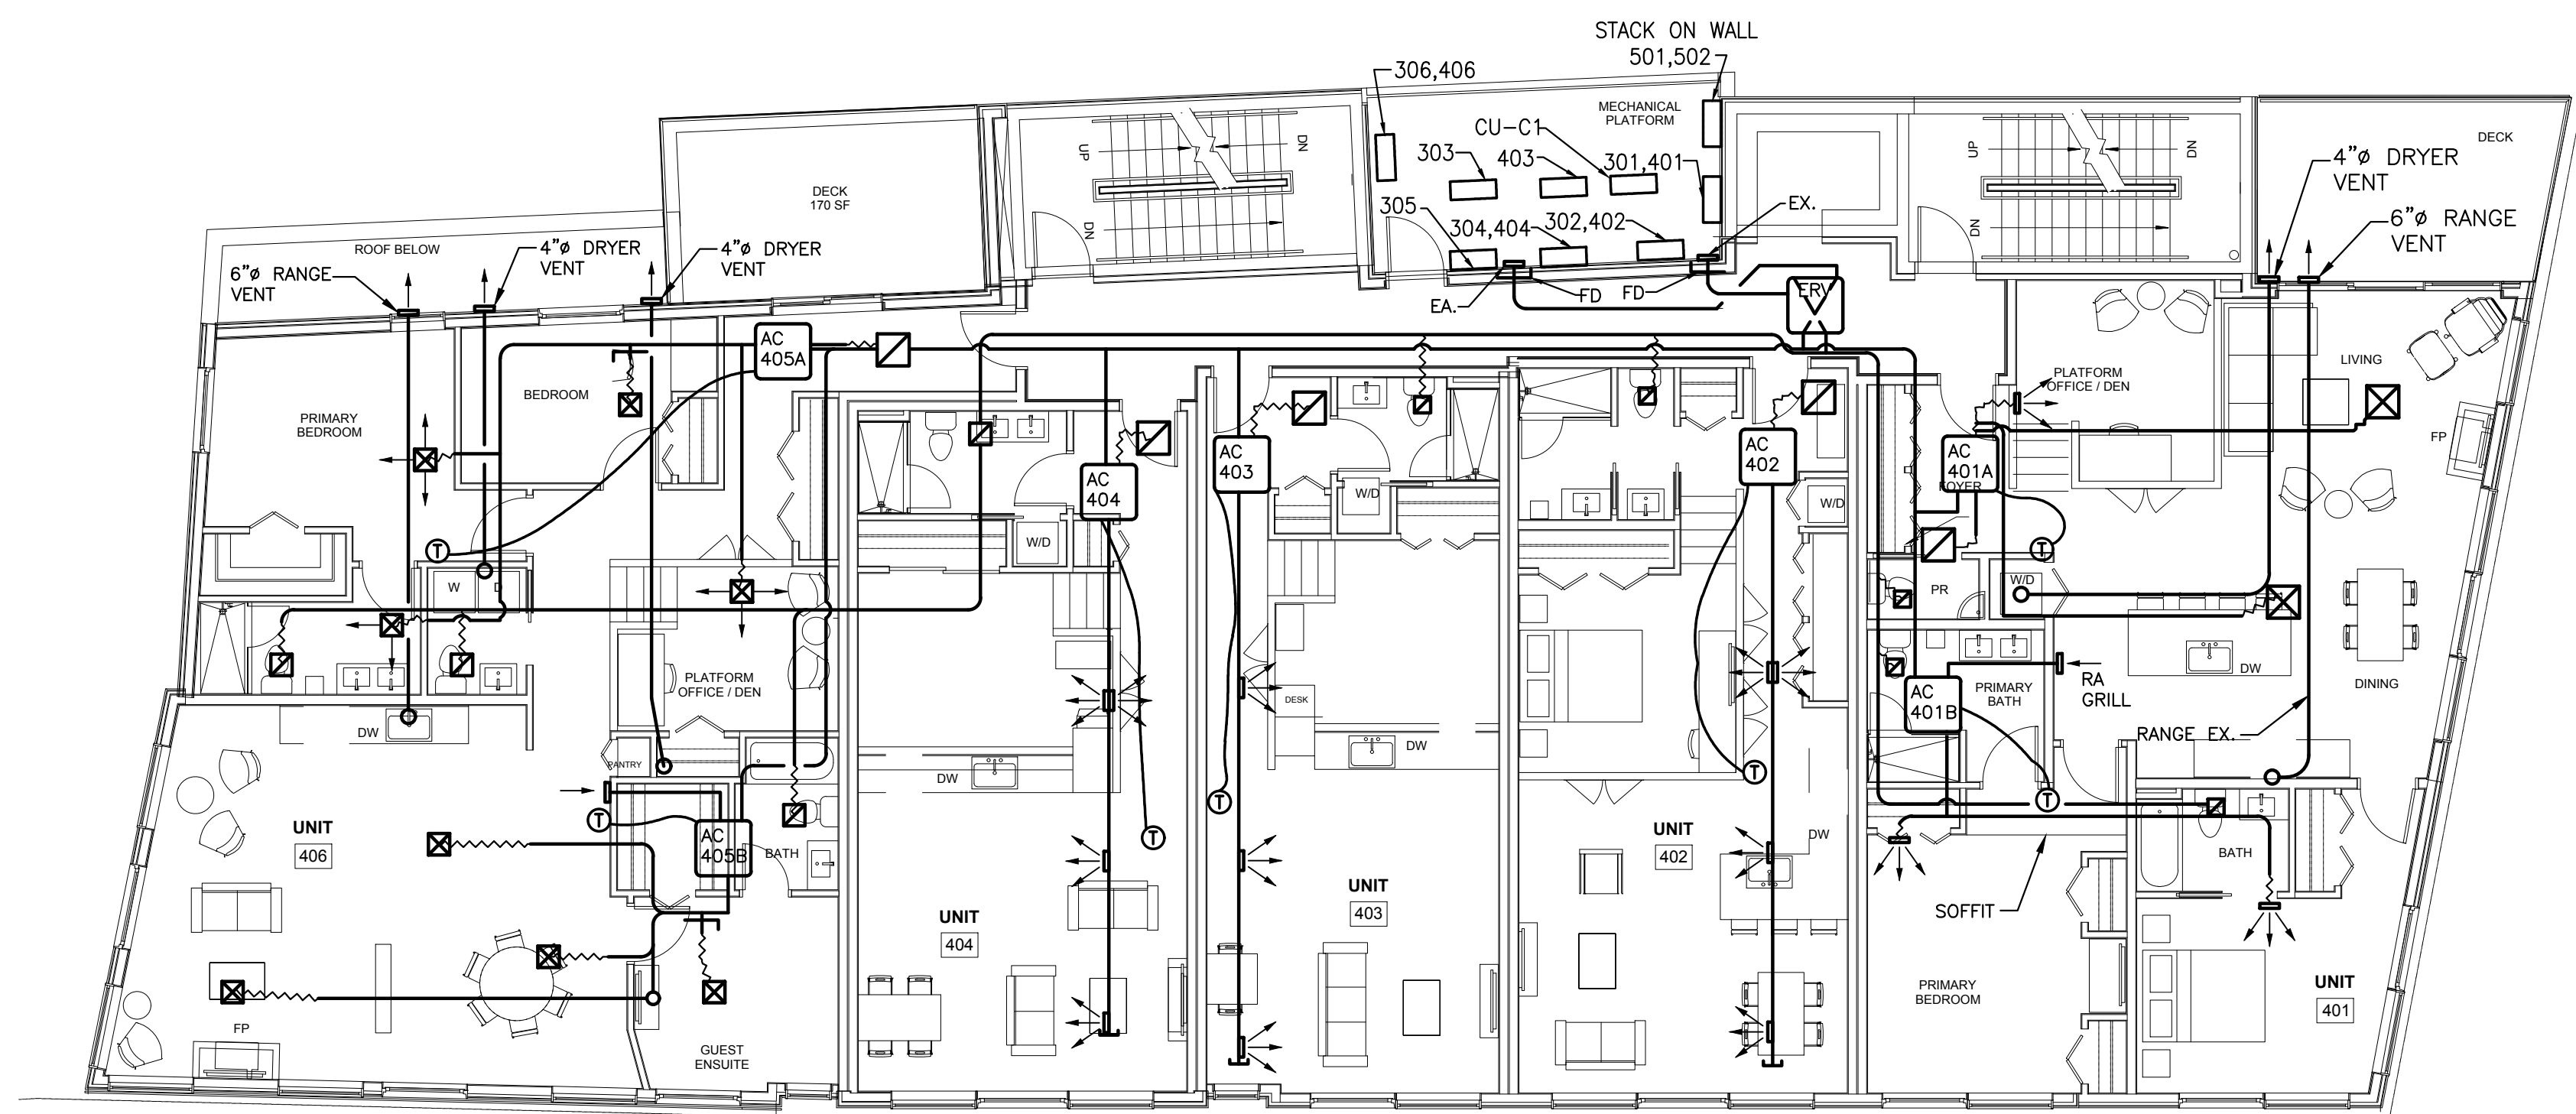 STACK ON WALL
501,502
306,406
MECHANICAL
PLATFORM
CU-C1
303
403
301,401
305
304,404
302,402
EX.
EA.
FD
FD
ERV
UP
DN
DN
UP
DN
DN
DECK
4"ø DRYER
VENT
6"ø RANGE
VENT
DECK
170 SF
ROOF BELOW
4"ø DRYER
VENT
4"ø DRYER
VENT
6"ø RANGE
VENT
AC
405A
BEDROOM
PRIMARY
BEDROOM
T
W
D
DW
PLATFORM
OFFICE / DEN
PANTRY
T
AC
405B
BATH
UNIT
406
FP
GUEST
ENSUITE
AC
404
W/D
DW
T
UNIT
404
AC
403
W/D
DESK
DW
T
UNIT
403
AC
402
W/D
T
DW
UNIT
402
PLATFORM
OFFICE / DEN
LIVING
FP
AC
401A
FOYER
T
PR
W/D
DW
DINING
RA
GRILL
PRIMARY
BATH
AC
401B
RANGE EX.
T
BATH
SOFFIT
PRIMARY
BEDROOM
UNIT
401